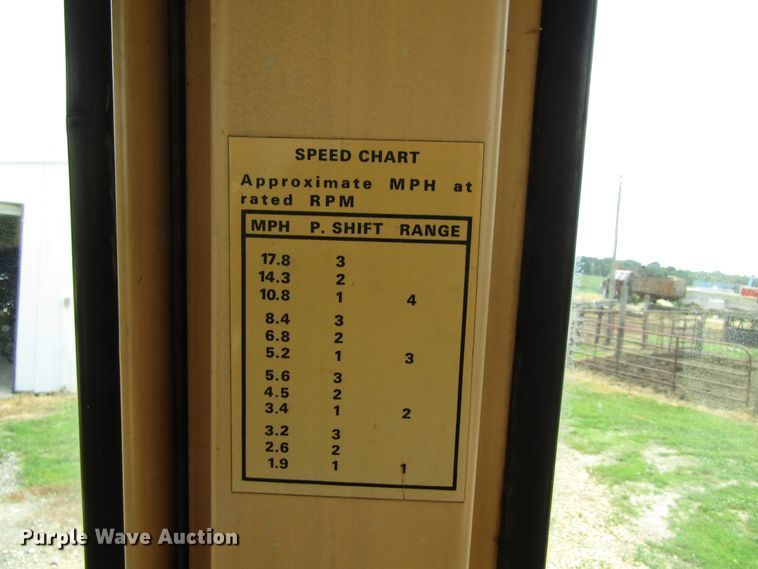 SPEED CHART
Approximate MPH at
rated RPM
MPH P. SHIFT RANGE
17.8 3
14.3 2
10.8 1 4
8.4 3
6.8 2
5.2 1 3
5.6 3
4.5 2
3.4 1 2
3.2 3
2.6 2
1.9 1 1
Purple Wave Auction